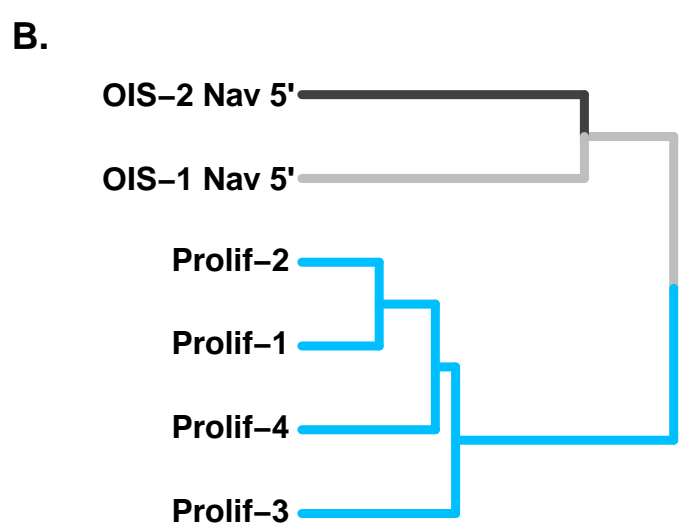 B.
OIS–2 Nav 5'
OIS–1 Nav 5'
Prolif–2
Prolif–1
Prolif–4
Prolif–3